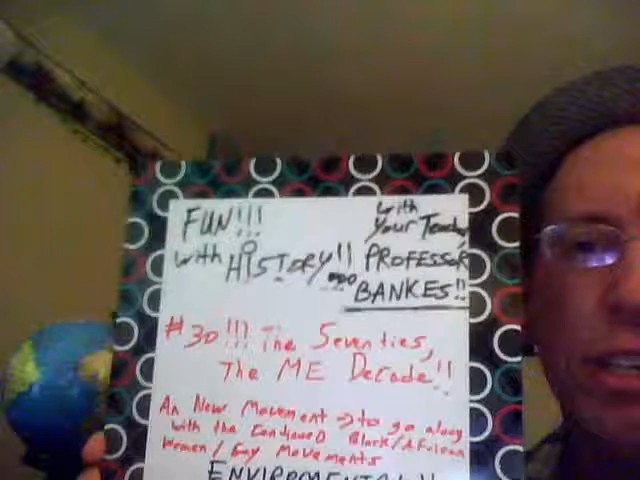 FUN!!! with
with HISTORY!! Your Teacher,
PROFESSOR
BANKES!!
#30!!! The Seventies,
The ME Decade!!
An New Movement → to go along
with the Continued Black/African
Women/Gay Movements
ENVIRONMENTAL!!